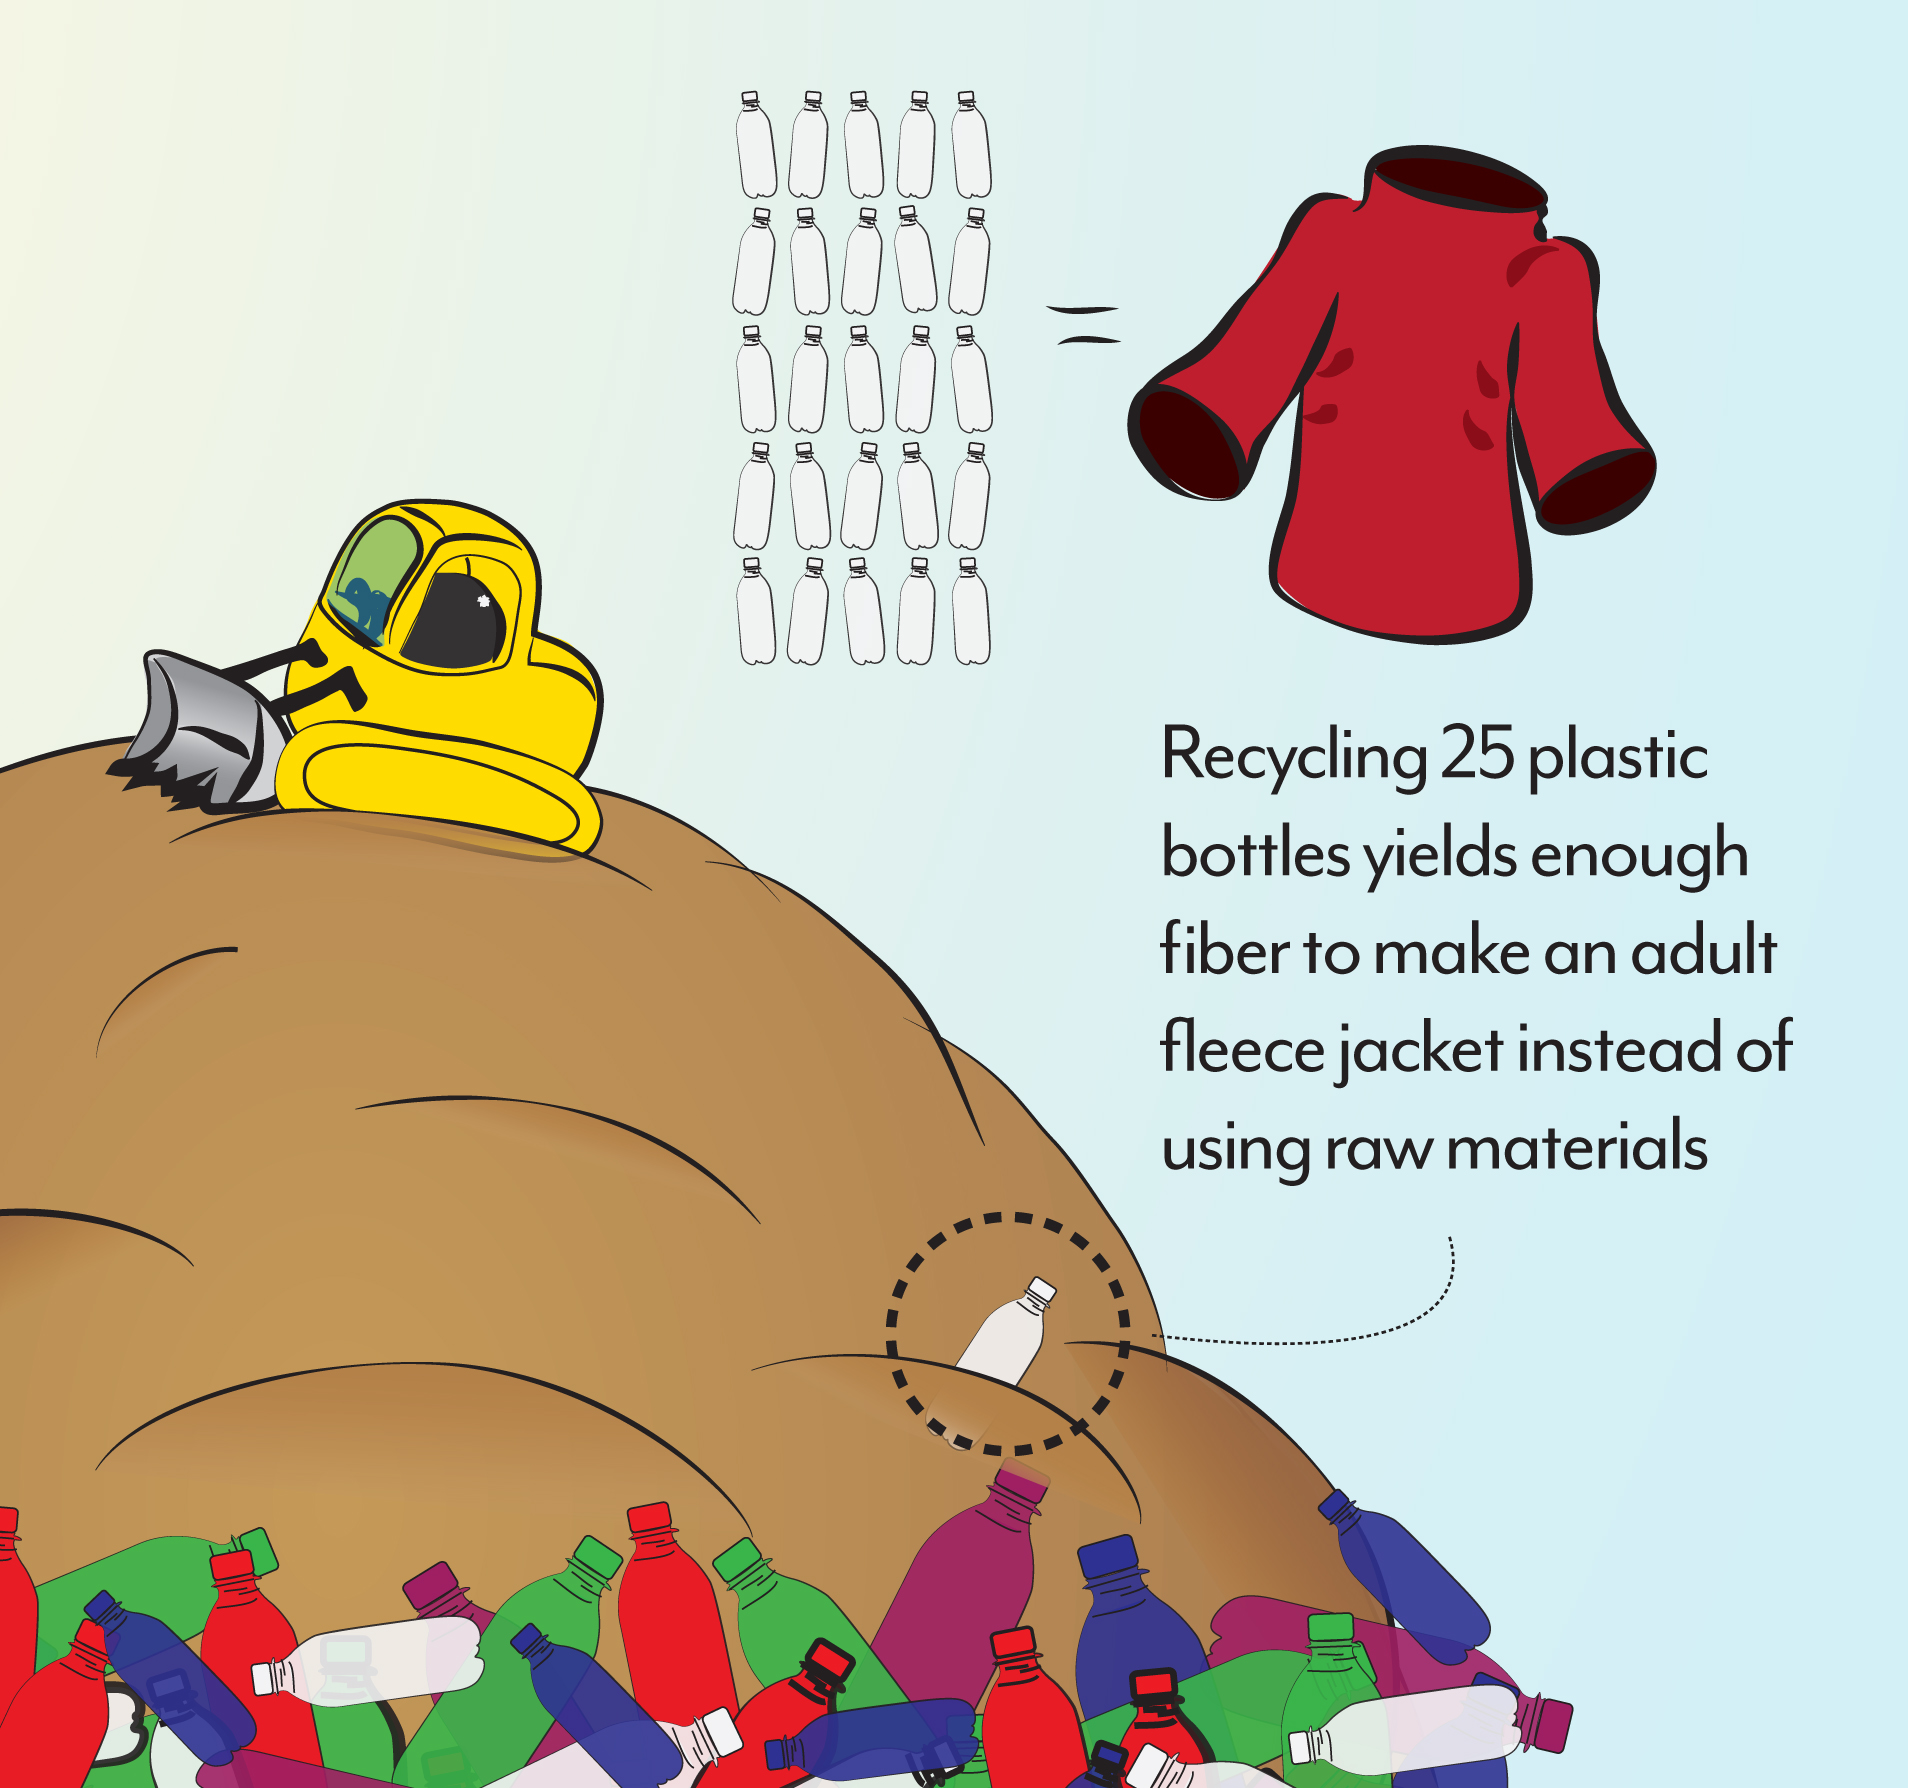 Recycling 25 plastic
bottles yields enough
fiber to make an adult
fleece jacket instead of
using raw materials